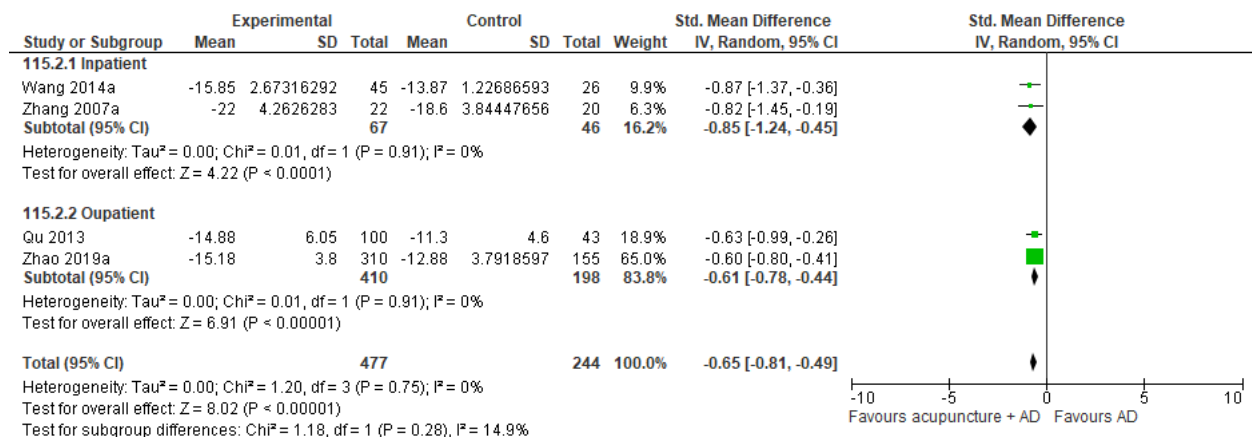 Experimental Control Std. Mean Difference Std. Mean Difference
Study or Subgroup Mean SD Total Mean SD Total Weight IV, Random, 95% CI IV, Random, 95% CI
115.2.1 Inpatient
Wang 2014a -15.85 2.67316292 45 -13.87 1.22686593 26 9.9% -0.87 [-1.37, -0.36]
Zhang 2007a -22 4.2626283 22 -18.6 3.84447656 20 6.3% -0.82 [-1.45, -0.19]
Subtotal (95% CI) 67 46 16.2% -0.85 [-1.24, -0.45]
Heterogeneity: Tau² = 0.00; Chi² = 0.01, df = 1 (P = 0.91); I² = 0%
Test for overall effect: Z = 4.22 (P < 0.0001)
115.2.2 Oupatient
Qu 2013 -14.88 6.05 100 -11.3 4.6 43 18.9% -0.63 [-0.99, -0.26]
Zhao 2019a -15.18 3.8 310 -12.88 3.7918597 155 65.0% -0.60 [-0.80, -0.41]
Subtotal (95% CI) 410 198 83.8% -0.61 [-0.78, -0.44]
Heterogeneity: Tau² = 0.00; Chi² = 0.01, df = 1 (P = 0.91); I² = 0%
Test for overall effect: Z = 6.91 (P < 0.00001)
Total (95% CI) 477 244 100.0% -0.65 [-0.81, -0.49]
Heterogeneity: Tau² = 0.00; Chi² = 1.20, df = 3 (P = 0.75); I² = 0%
Test for overall effect: Z = 8.02 (P < 0.00001)
Test for subgroup differences: Chi² = 1.18, df = 1 (P = 0.28), I² = 14.9%
-10 -5 0 5 10
Favours acupuncture + AD Favours AD